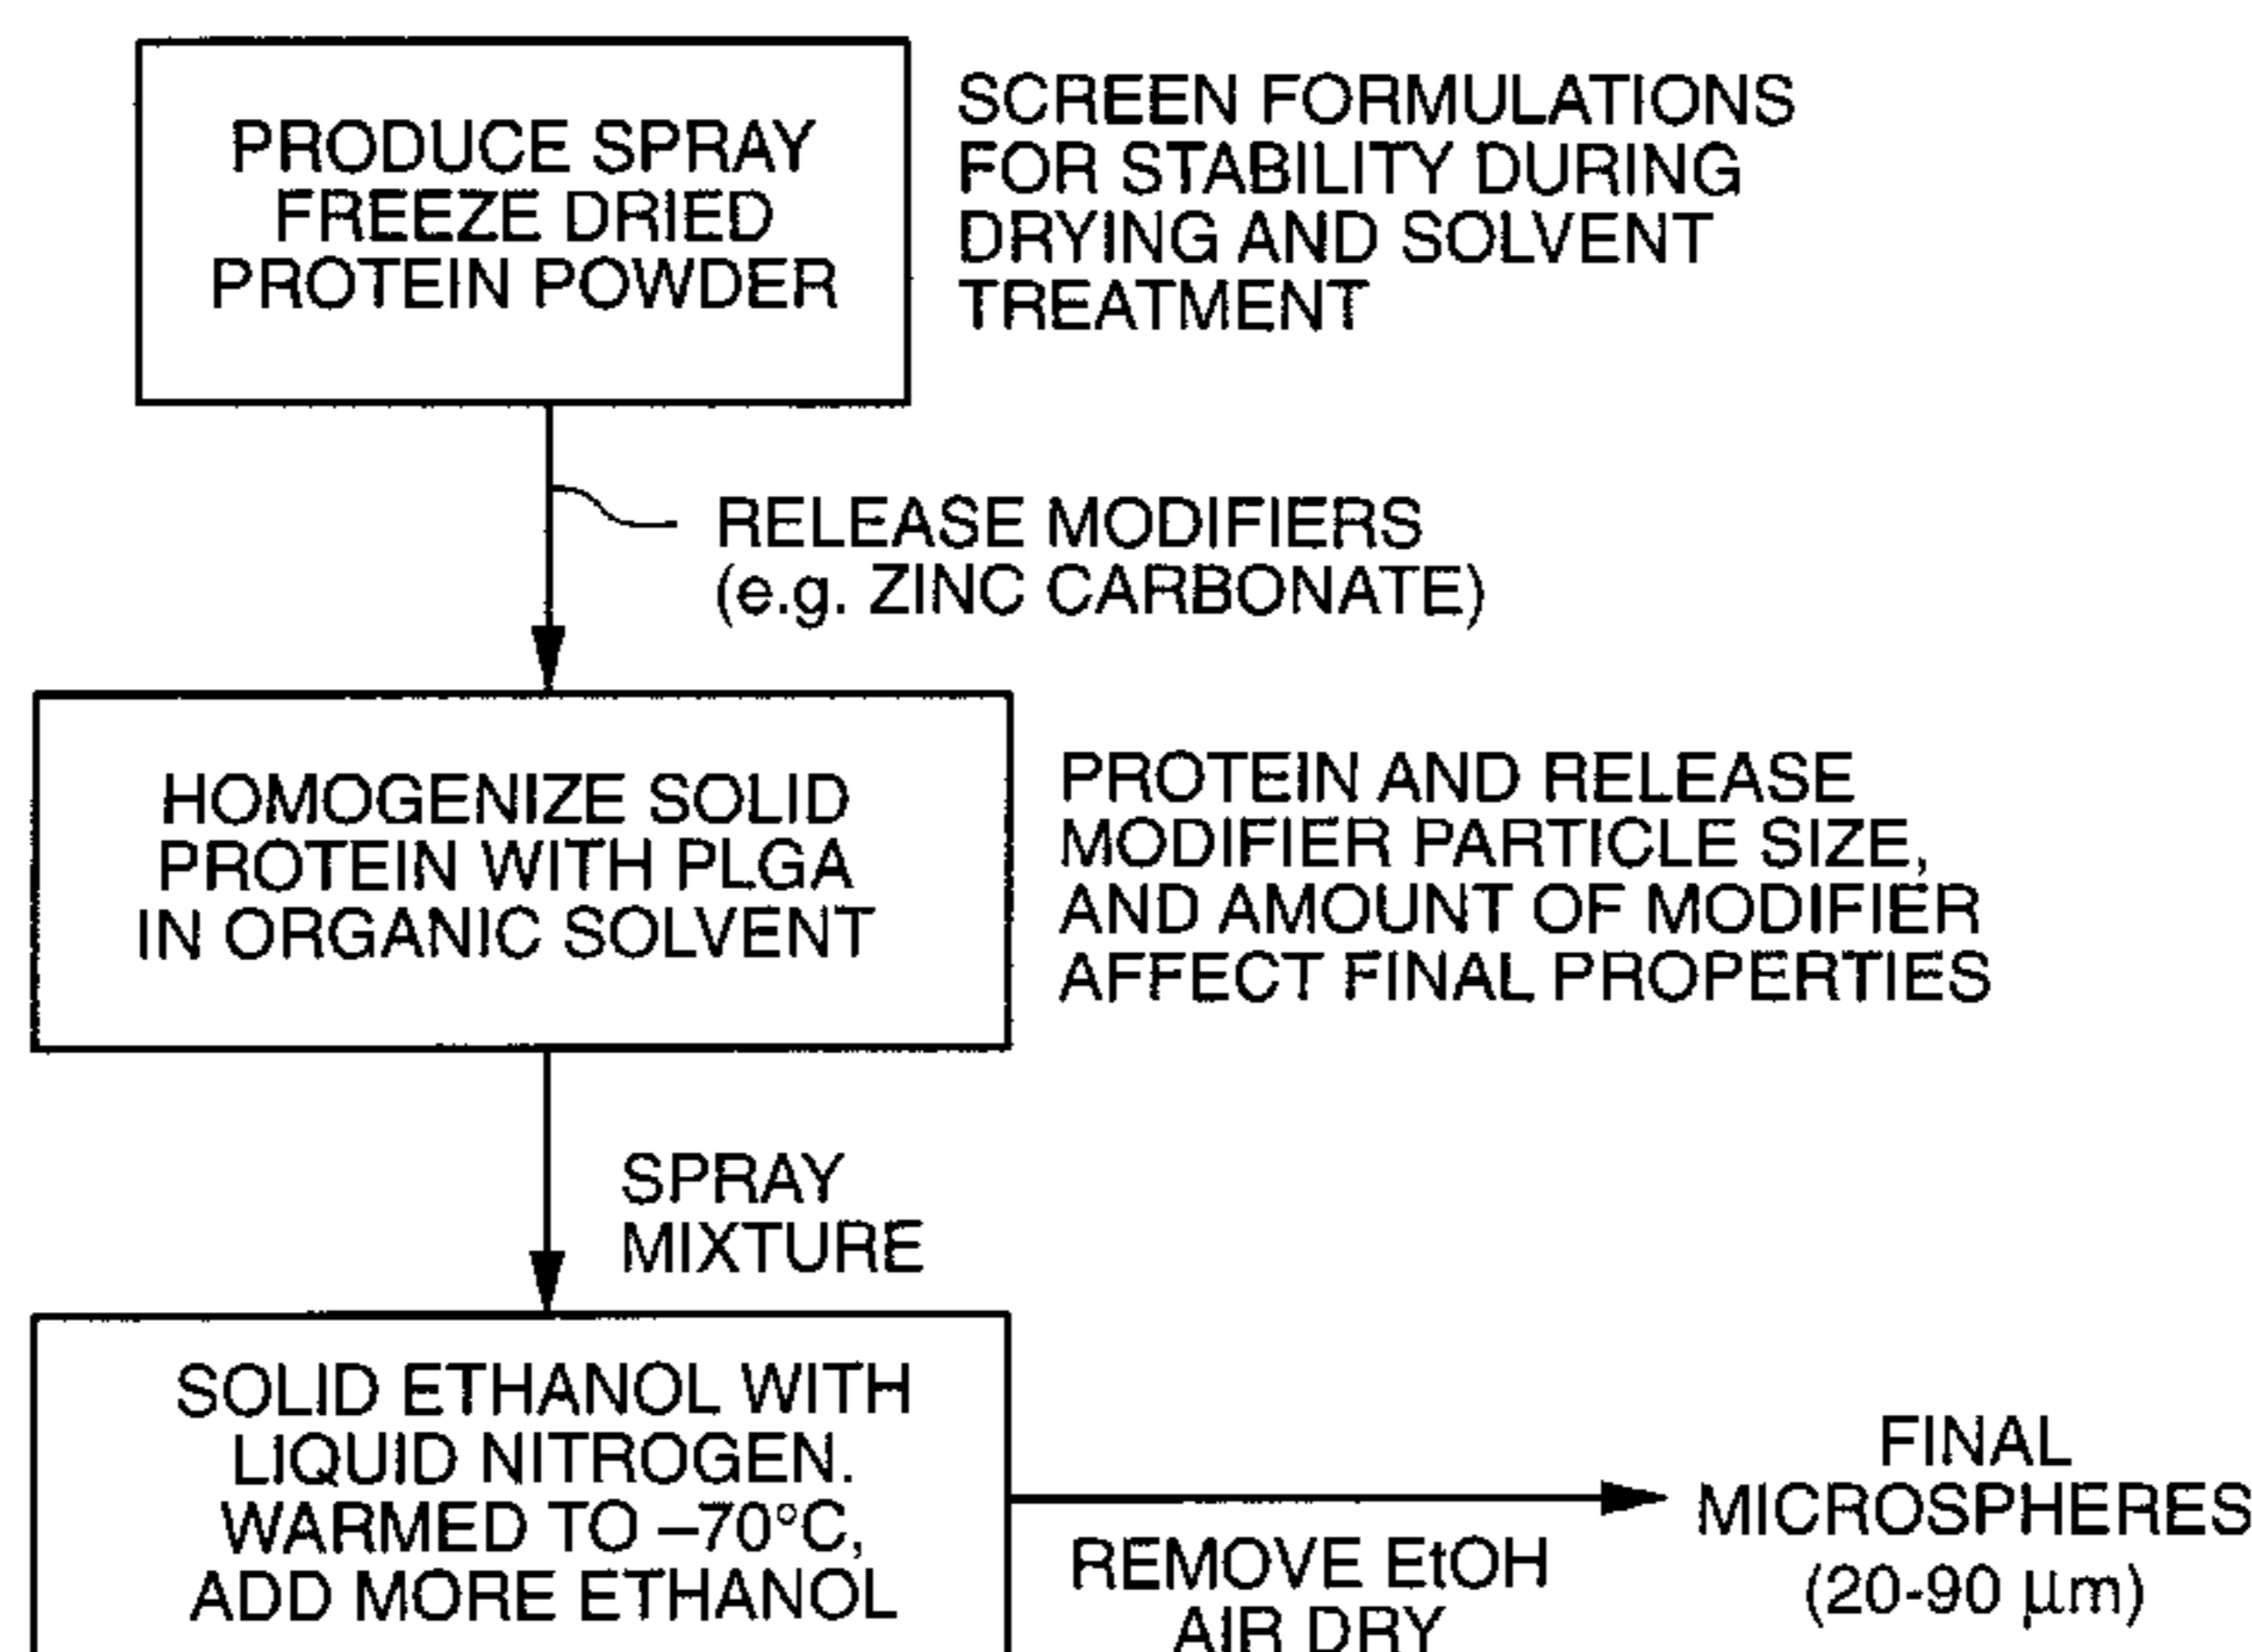 PRODUCE SPRAY
FREEZE DRIED
PROTEIN POWDER
SCREEN FORMULATIONS
FOR STABILITY DURING
DRYING AND SOLVENT
TREATMENT
RELEASE MODIFIERS
(e.g. ZINC CARBONATE)
HOMOGENIZE SOLID
PROTEIN WITH PLGA
IN ORGANIC SOLVENT
PROTEIN AND RELEASE
MODIFIER PARTICLE SIZE,
AND AMOUNT OF MODIFIER
AFFECT FINAL PROPERTIES
SPRAY
MIXTURE
SOLID ETHANOL WITH
LIQUID NITROGEN.
WARMED TO –70°C,
ADD MORE ETHANOL
REMOVE EtOH
AIR DRY
FINAL
MICROSPHERES
(20-90 µm)